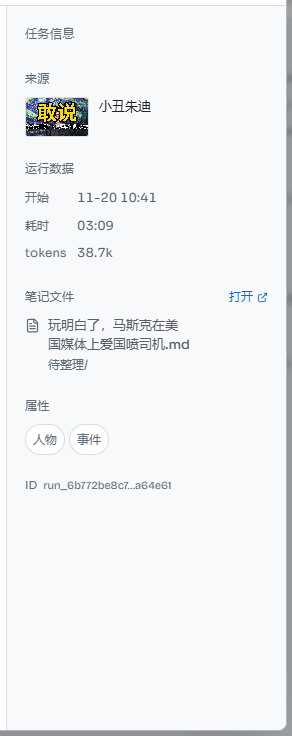 任务信息
来源
敢说
小丑朱迪
运行数据
开始 11-20 10:41
耗时 03:09
tokens 38.7k
笔记文件 打开
玩明白了，马斯克在美
国媒体上爱国喷司机.md
待整理/
属性
人物 事件
ID run_6b772be8c7...a64e61